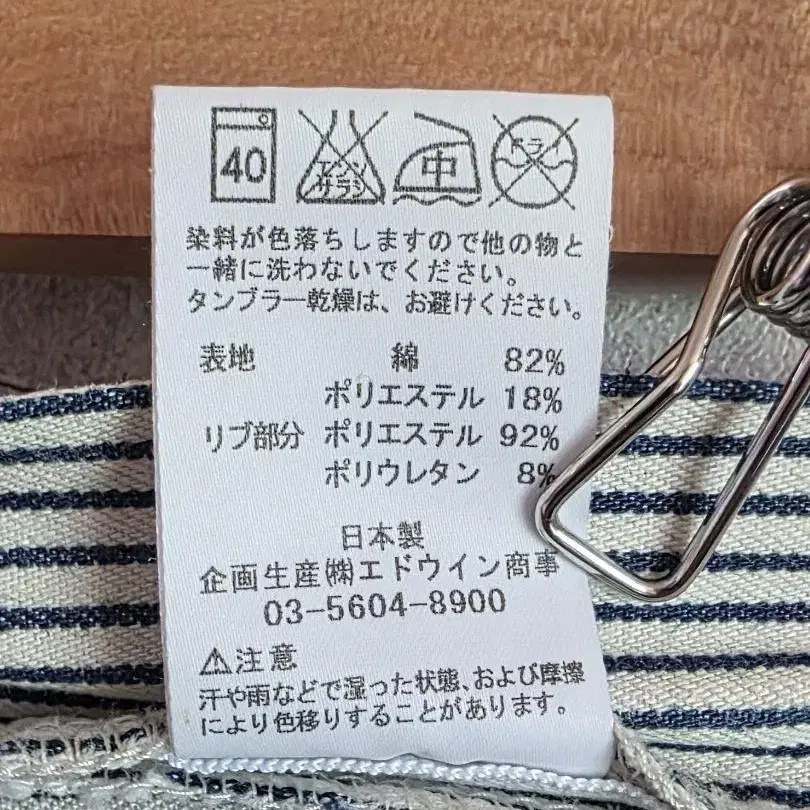 40
エンソ
サラシ
中
ドライ
染料が色落ちしますので他の物と
一緒に洗わないでください。
タンブラー乾燥は、お避けください。
表地 綿 82%
ポリエステル 18%
リブ部分 ポリエステル 92%
ポリウレタン 8%
日本製
企画生産㈱エドウイン商事
03-5604-8900
⚠注意
汗や雨などで湿った状態、および摩擦
により色移りすることがあります。